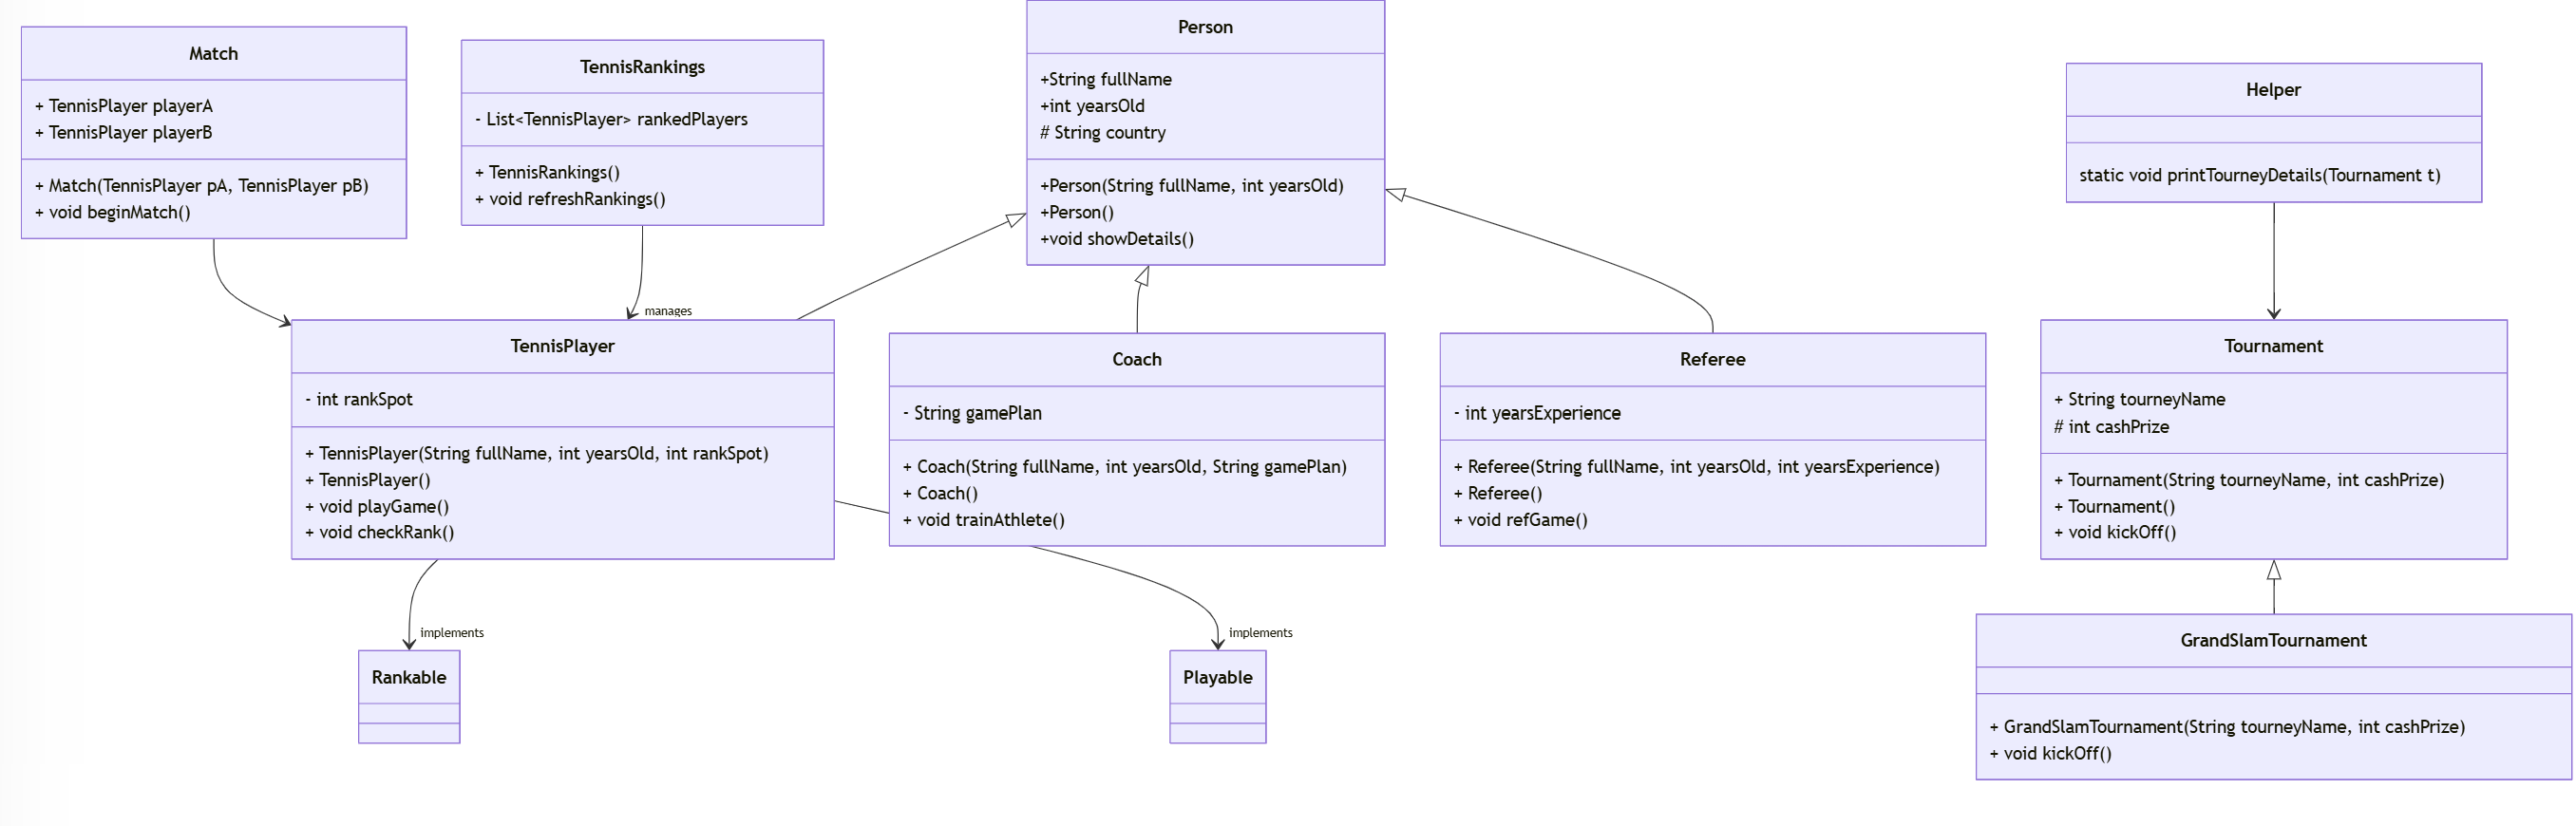 Match
+ TennisPlayer playerA
+ TennisPlayer playerB
+ Match(TennisPlayer pA, TennisPlayer pB)
+ void beginMatch()
TennisRankings
- List<TennisPlayer> rankedPlayers
+ TennisRankings()
+ void refreshRankings()
Person
+String fullName
+int yearsOld
# String country
+Person(String fullName, int yearsOld)
+Person()
+void showDetails()
Helper
static void printTourneyDetails(Tournament t)
manages
TennisPlayer
- int rankSpot
+ TennisPlayer(String fullName, int yearsOld, int rankSpot)
+ TennisPlayer()
+ void playGame()
+ void checkRank()
Coach
- String gamePlan
+ Coach(String fullName, int yearsOld, String gamePlan)
+ Coach()
+ void trainAthlete()
Referee
- int yearsExperience
+ Referee(String fullName, int yearsOld, int yearsExperience)
+ Referee()
+ void refGame()
Tournament
+ String tourneyName
# int cashPrize
+ Tournament(String tourneyName, int cashPrize)
+ Tournament()
+ void kickOff()
implements
Rankable
implements
Playable
GrandSlamTournament
+ GrandSlamTournament(String tourneyName, int cashPrize)
+ void kickOff()